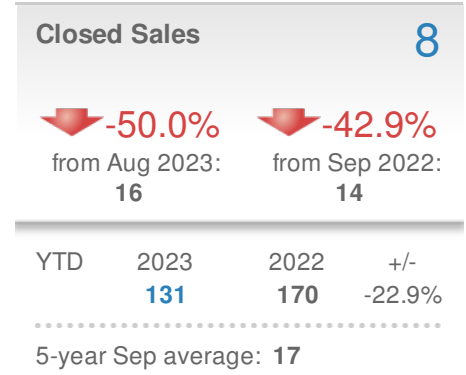 Closed Sales 8
-50.0% -42.9%
from Aug 2023: from Sep 2022:
16 14
YTD 2023 2022 +/-
131 170 -22.9%
5-year Sep average: 17